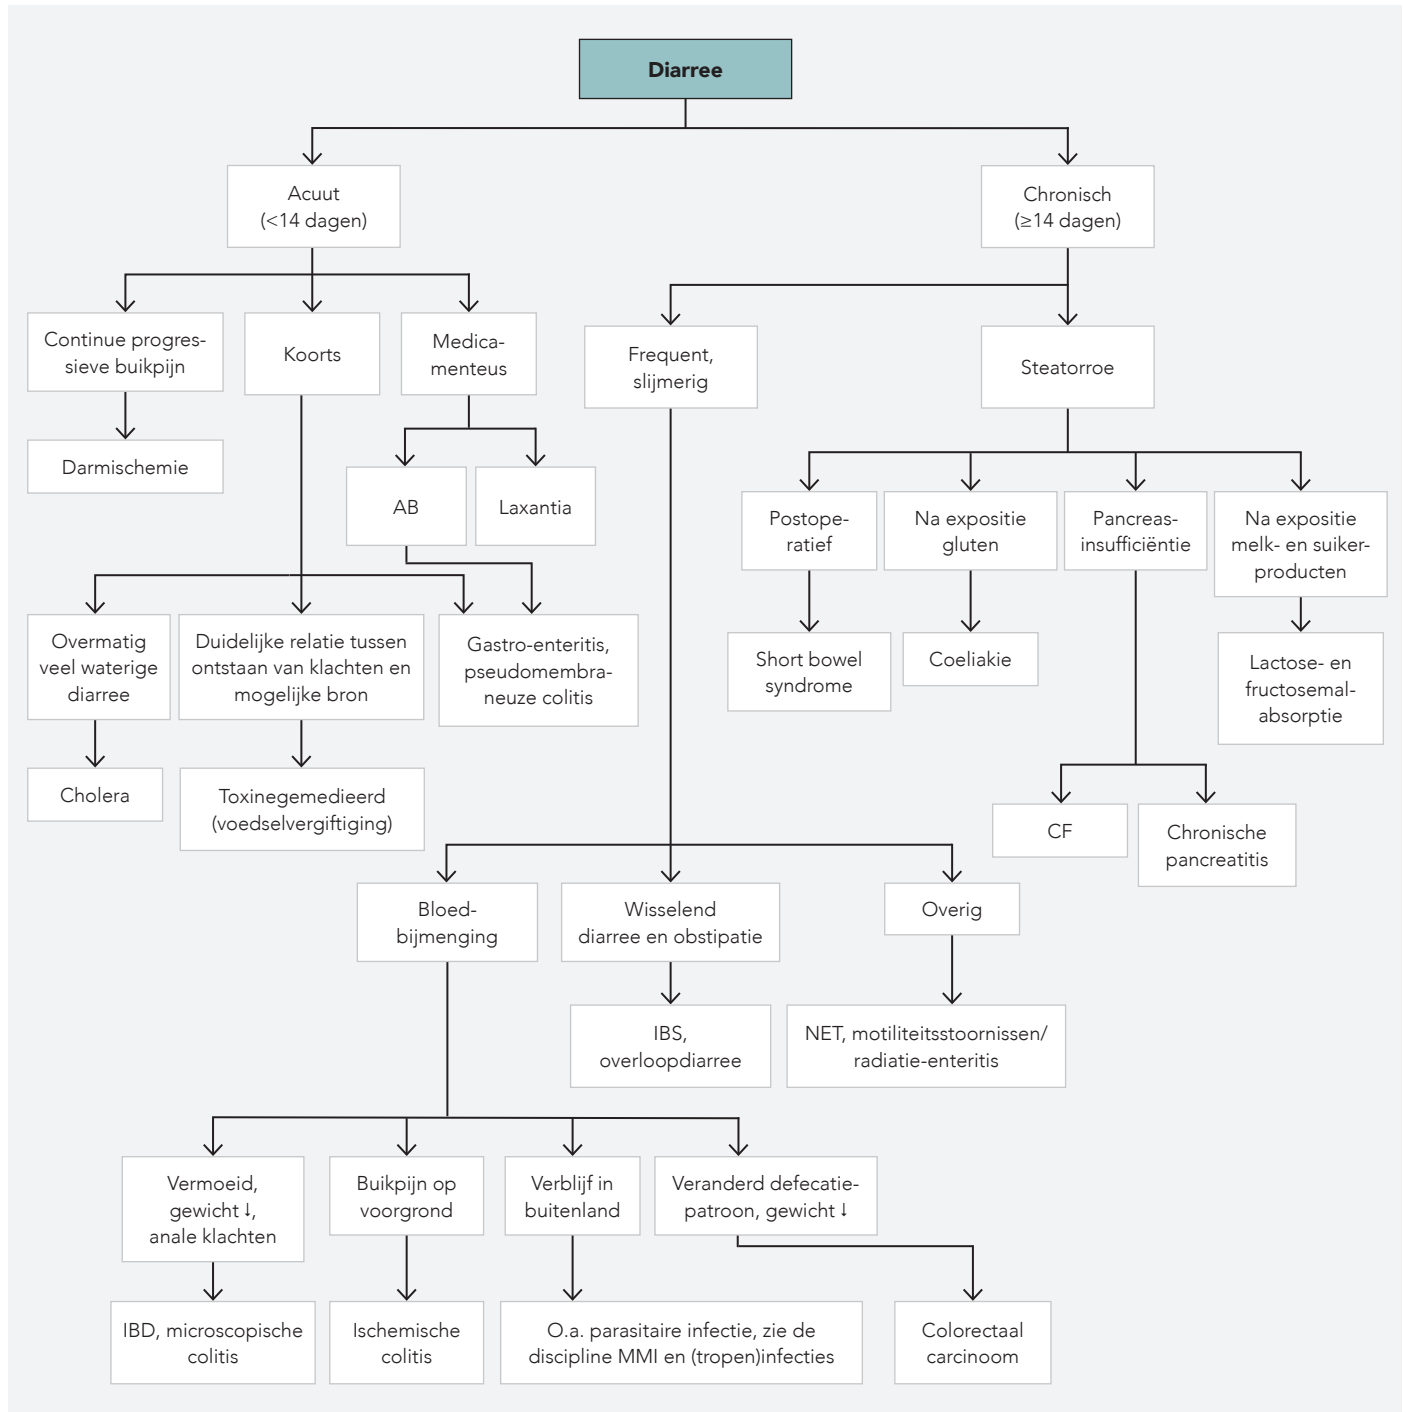 Diarree
Acuut
(<14 dagen)
Chronisch
(≥14 dagen)
Continue progres-
sieve buikpijn
Koorts
Medica-
menteus
Frequent,
slijmerig
Steatorroe
Darmischemie
AB
Laxantia
Postope-
ratief
Na expositie
gluten
Pancreas-
insufficiëntie
Na expositie
melk- en suiker-
producten
Overmatig
veel waterige
diarree
Duidelijke relatie tussen
ontstaan van klachten en
mogelijke bron
Gastro-enteritis,
pseudomembra-
neuze colitis
Short bowel
syndrome
Coeliakie
Lactose- en
fructosemal-
absorptie
Cholera
Toxinegemedieerd
(voedselvergiftiging)
CF
Chronische
pancreatitis
Bloed-
bijmenging
Wisselend
diarree en obstipatie
Overig
IBS,
overloopdiarree
NET, motiliteitsstoornissen/
radiatie-enteritis
Vermoeid,
gewicht ↓,
anale klachten
Buikpijn op
voorgrond
Verblijf in
buitenland
Veranderd defecatie-
patroon, gewicht ↓
IBD, microscopische
colitis
Ischemische
colitis
O.a. parasitaire infectie, zie de
discipline MMI en (tropen)infecties
Colorectaal
carcinoom